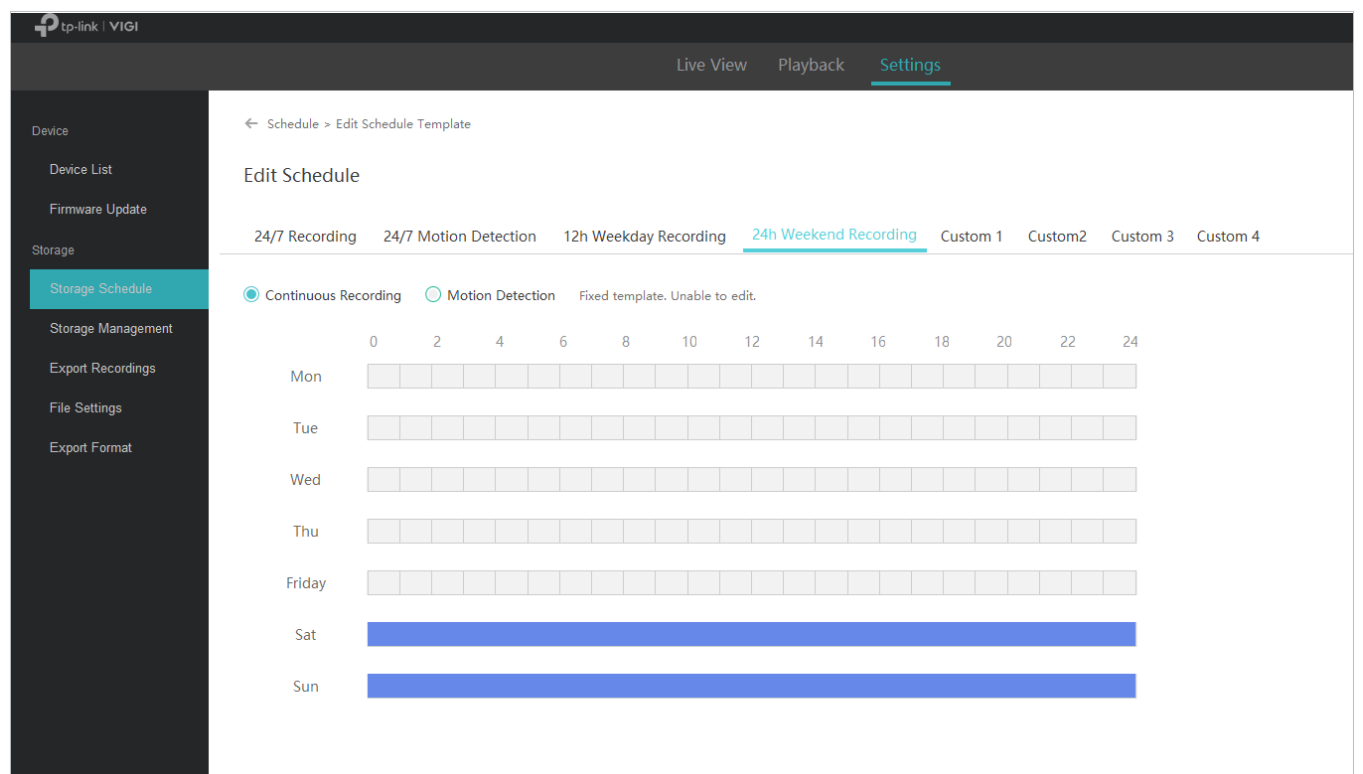 tp-link | VIGI
Live View Playback Settings
Device
Device List
Firmware Update
Storage
Storage Schedule
Storage Management
Export Recordings
File Settings
Export Format
← Schedule > Edit Schedule Template
Edit Schedule
24/7 Recording 24/7 Motion Detection 12h Weekday Recording 24h Weekend Recording Custom 1 Custom2 Custom 3 Custom 4
Continuous Recording Motion Detection Fixed template. Unable to edit.
0 2 4 6 8 10 12 14 16 18 20 22 24
Mon
Tue
Wed
Thu
Friday
Sat
Sun